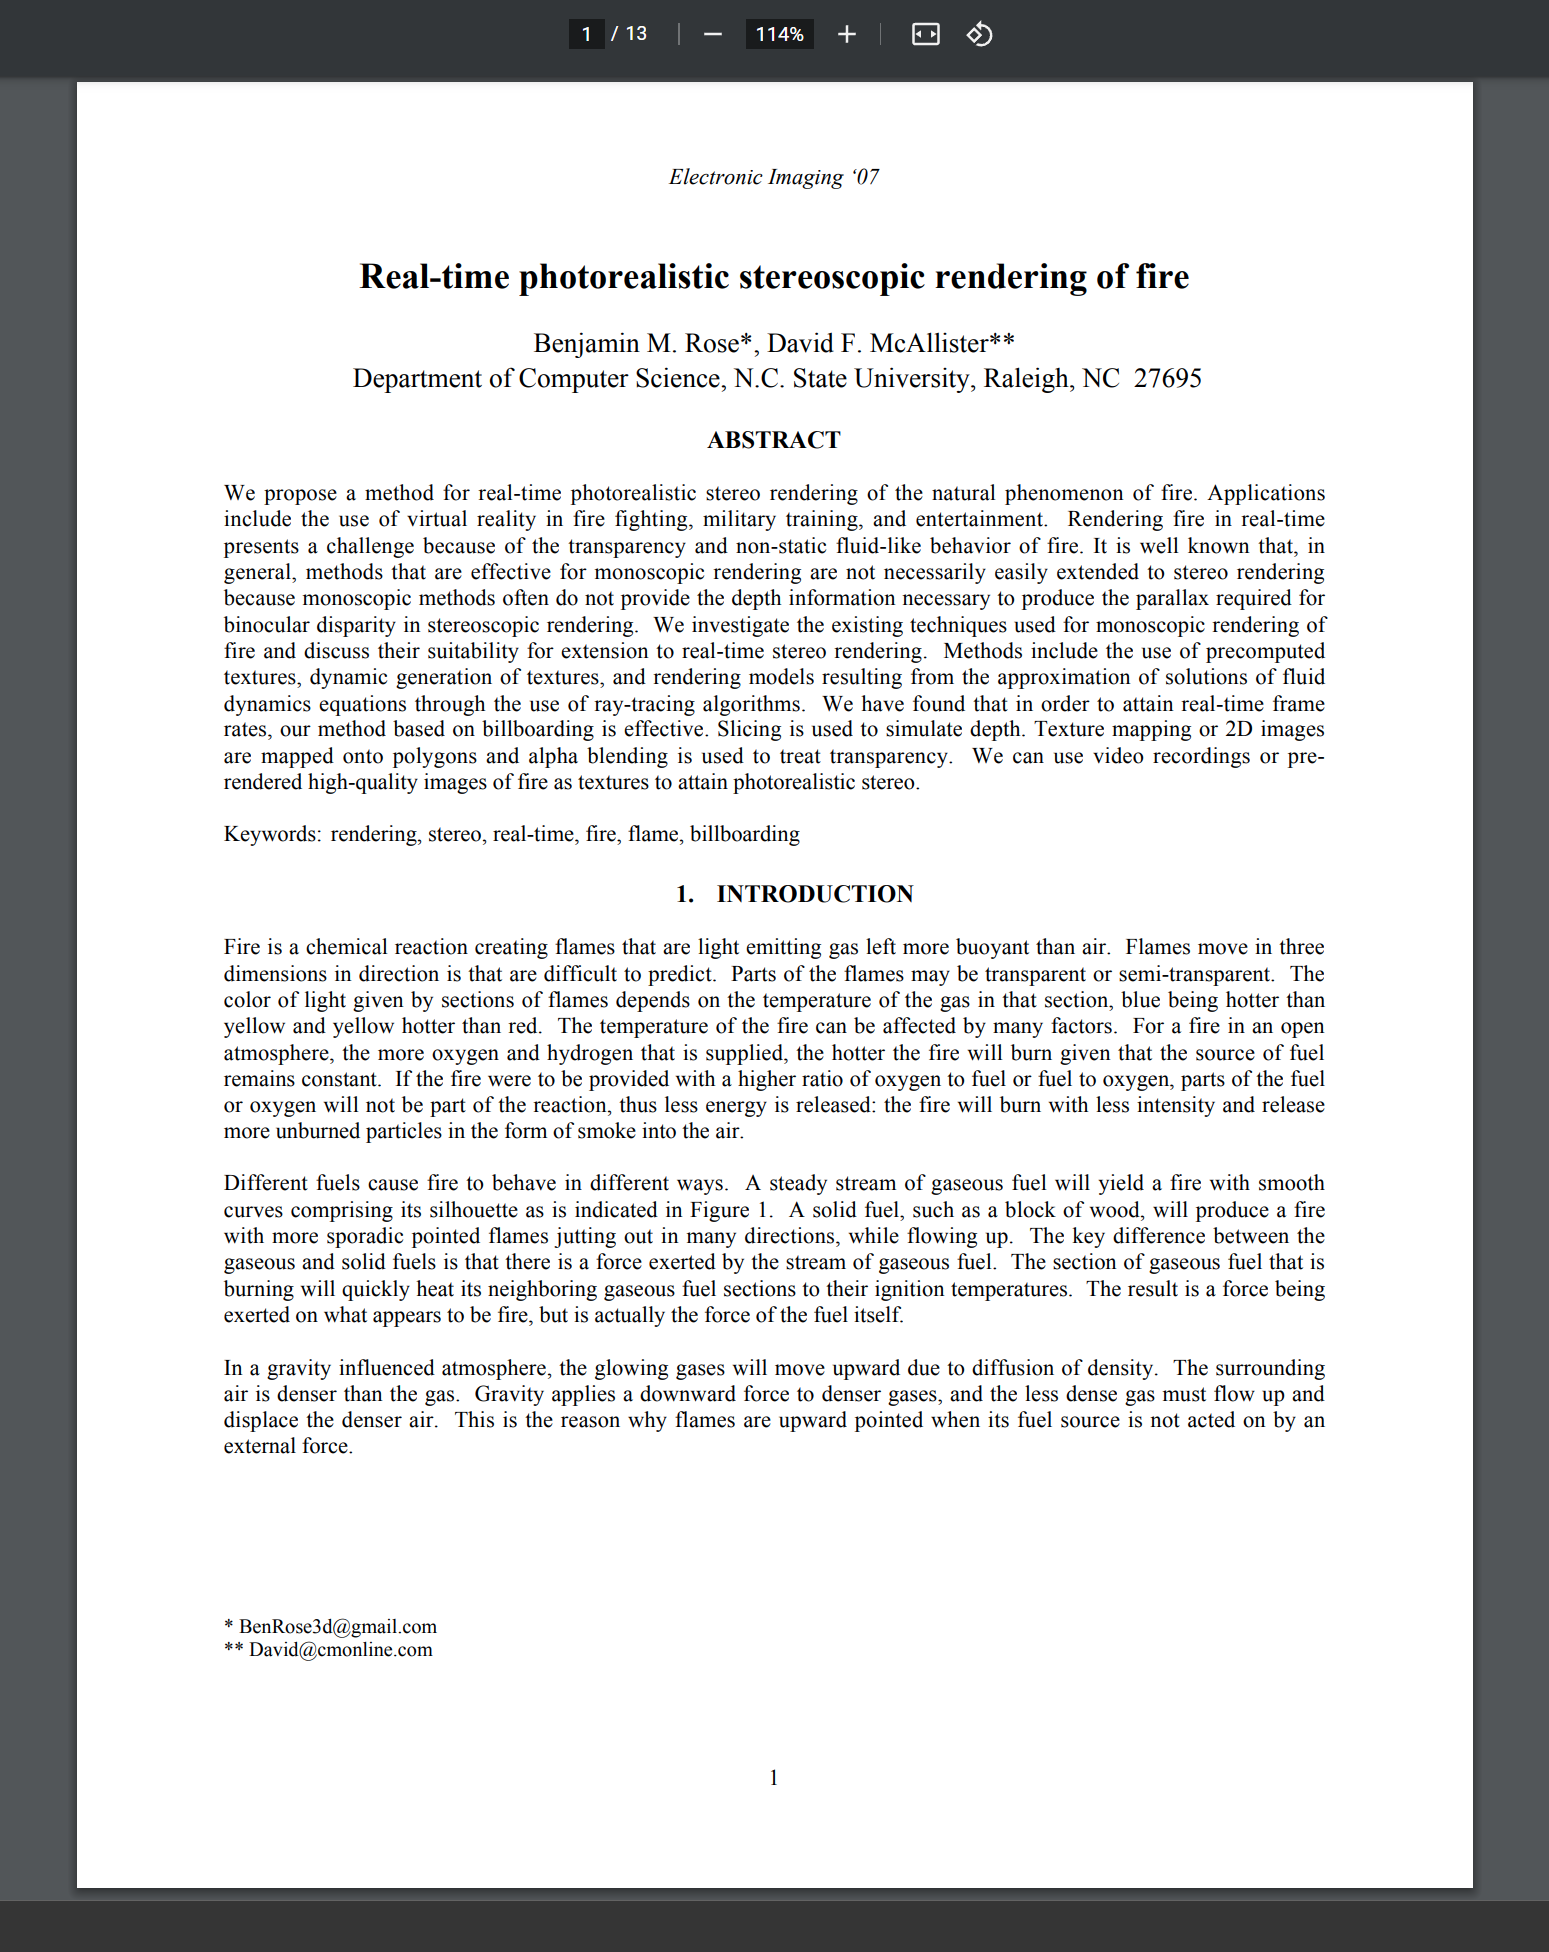 1 / 13 114%
Electronic Imaging ‘07
Real-time photorealistic stereoscopic rendering of fire
Benjamin M. Rose*, David F. McAllister**
Department of Computer Science, N.C. State University, Raleigh, NC 27695
ABSTRACT
We propose a method for real-time photorealistic stereo rendering of the natural phenomenon of fire. Applications
include the use of virtual reality in fire fighting, military training, and entertainment. Rendering fire in real-time
presents a challenge because of the transparency and non-static fluid-like behavior of fire. It is well known that, in
general, methods that are effective for monoscopic rendering are not necessarily easily extended to stereo rendering
because monoscopic methods often do not provide the depth information necessary to produce the parallax required for
binocular disparity in stereoscopic rendering. We investigate the existing techniques used for monoscopic rendering of
fire and discuss their suitability for extension to real-time stereo rendering. Methods include the use of precomputed
textures, dynamic generation of textures, and rendering models resulting from the approximation of solutions of fluid
dynamics equations through the use of ray-tracing algorithms. We have found that in order to attain real-time frame
rates, our method based on billboarding is effective. Slicing is used to simulate depth. Texture mapping or 2D images
are mapped onto polygons and alpha blending is used to treat transparency. We can use video recordings or pre-
rendered high-quality images of fire as textures to attain photorealistic stereo.
Keywords: rendering, stereo, real-time, fire, flame, billboarding
1. INTRODUCTION
Fire is a chemical reaction creating flames that are light emitting gas left more buoyant than air. Flames move in three
dimensions in direction is that are difficult to predict. Parts of the flames may be transparent or semi-transparent. The
color of light given by sections of flames depends on the temperature of the gas in that section, blue being hotter than
yellow and yellow hotter than red. The temperature of the fire can be affected by many factors. For a fire in an open
atmosphere, the more oxygen and hydrogen that is supplied, the hotter the fire will burn given that the source of fuel
remains constant. If the fire were to be provided with a higher ratio of oxygen to fuel or fuel to oxygen, parts of the fuel
or oxygen will not be part of the reaction, thus less energy is released: the fire will burn with less intensity and release
more unburned particles in the form of smoke into the air.
Different fuels cause fire to behave in different ways. A steady stream of gaseous fuel will yield a fire with smooth
curves comprising its silhouette as is indicated in Figure 1. A solid fuel, such as a block of wood, will produce a fire
with more sporadic pointed flames jutting out in many directions, while flowing up. The key difference between the
gaseous and solid fuels is that there is a force exerted by the stream of gaseous fuel. The section of gaseous fuel that is
burning will quickly heat its neighboring gaseous fuel sections to their ignition temperatures. The result is a force being
exerted on what appears to be fire, but is actually the force of the fuel itself.
In a gravity influenced atmosphere, the glowing gases will move upward due to diffusion of density. The surrounding
air is denser than the gas. Gravity applies a downward force to denser gases, and the less dense gas must flow up and
displace the denser air. This is the reason why flames are upward pointed when its fuel source is not acted on by an
external force.
* BenRose3d@gmail.com
** David@cmonline.com
1